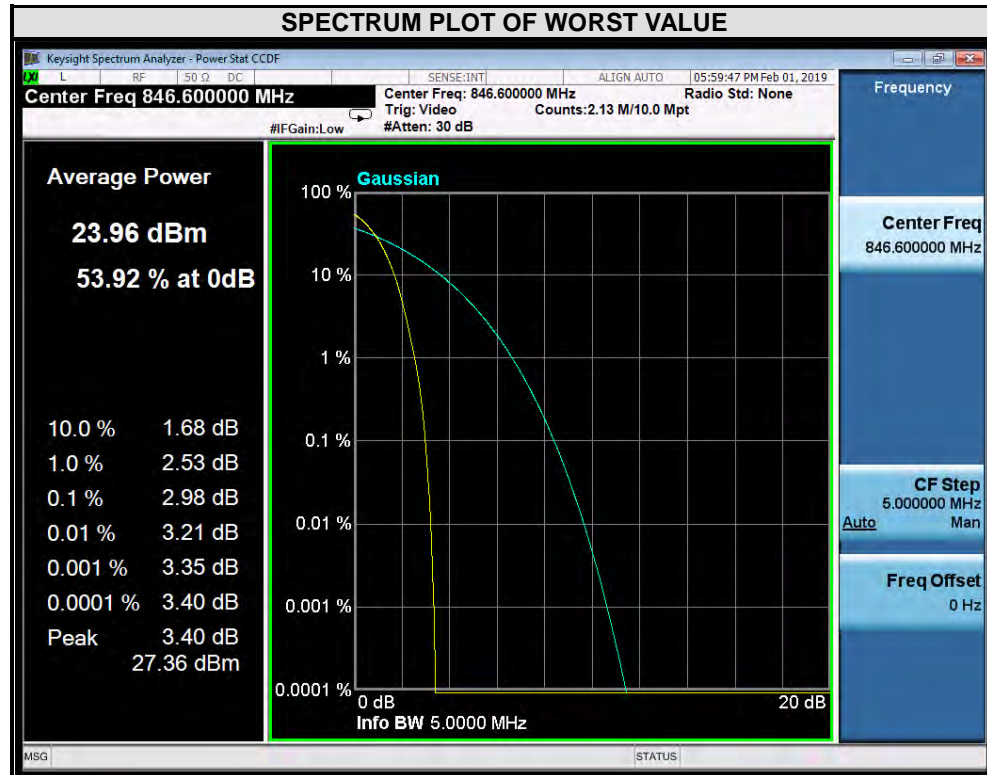 SPECTRUM PLOT OF WORST VALUE
Keysight Spectrum Analyzer - Power Stat CCDF
LXI L RF 50 Ω DC SENSE:INT ALIGN AUTO 05:59:47 PM Feb 01, 2019
Center Freq 846.600000 MHz
Center Freq: 846.600000 MHz Radio Std: None
Trig: Video Counts:2.13 M/10.0 Mpt
#IFGain:Low #Atten: 30 dB
Frequency
Average Power
23.96 dBm
53.92 % at 0dB
10.0 % 1.68 dB
1.0 % 2.53 dB
0.1 % 2.98 dB
0.01 % 3.21 dB
0.001 % 3.35 dB
0.0001 % 3.40 dB
Peak 3.40 dB
27.36 dBm
Gaussian
100 %
10 %
1 %
0.1 %
0.01 %
0.001 %
0.0001 %
0 dB 20 dB
Info BW 5.0000 MHz
Center Freq
846.600000 MHz
CF Step
5.000000 MHz
Auto Man
Freq Offset
0 Hz
MSG STATUS